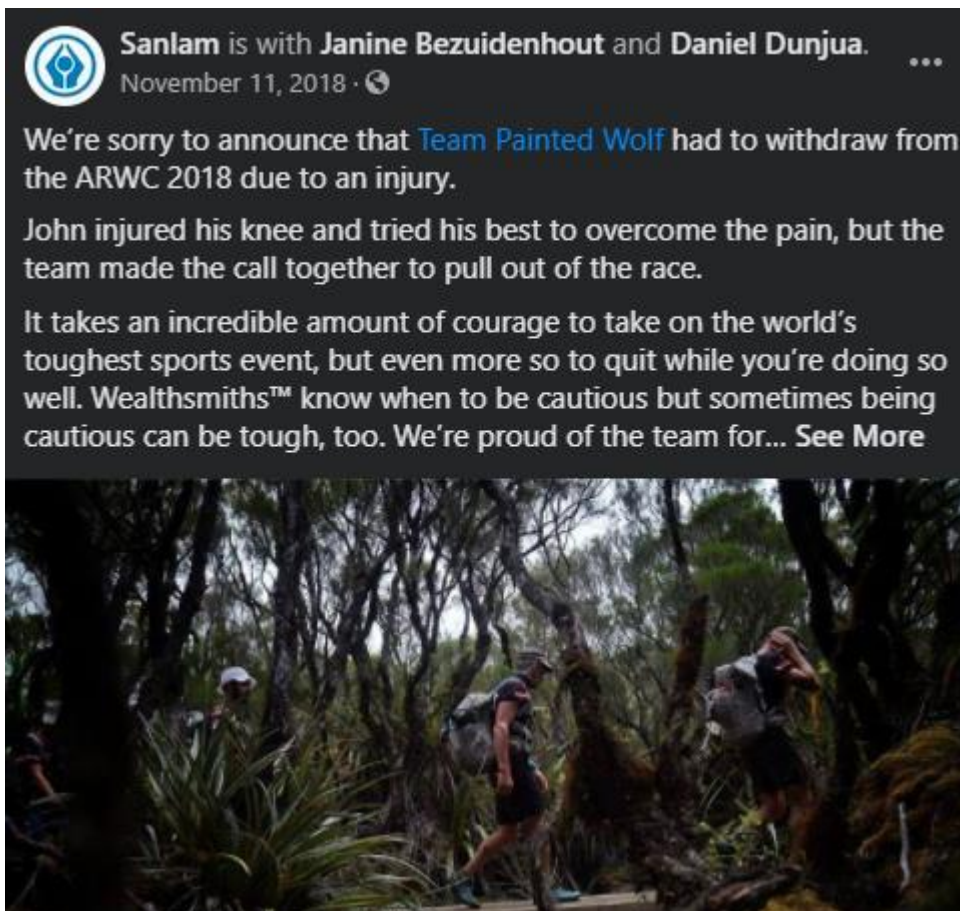 Sanlam is with Janine Bezuidenhout and Daniel Dunjua.
November 11, 2018 ·
We’re sorry to announce that Team Painted Wolf had to withdraw from
the ARWC 2018 due to an injury.
John injured his knee and tried his best to overcome the pain, but the
team made the call together to pull out of the race.
It takes an incredible amount of courage to take on the world’s
toughest sports event, but even more so to quit while you’re doing so
well. Wealthsmiths™ know when to be cautious but sometimes being
cautious can be tough, too. We’re proud of the team for... See More